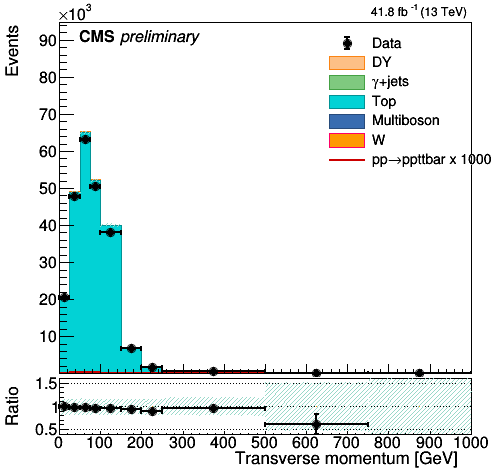 ×10³
41.8 fb⁻¹ (13 TeV)
CMS preliminary
Events
Data
DY
γ+jets
Top
Multiboson
W
pp→ppttbar x 1000
90
80
70
60
50
40
30
20
10
Ratio
1.5
1
0.5
0 100 200 300 400 500 600 700 800 900 1000
Transverse momentum [GeV]